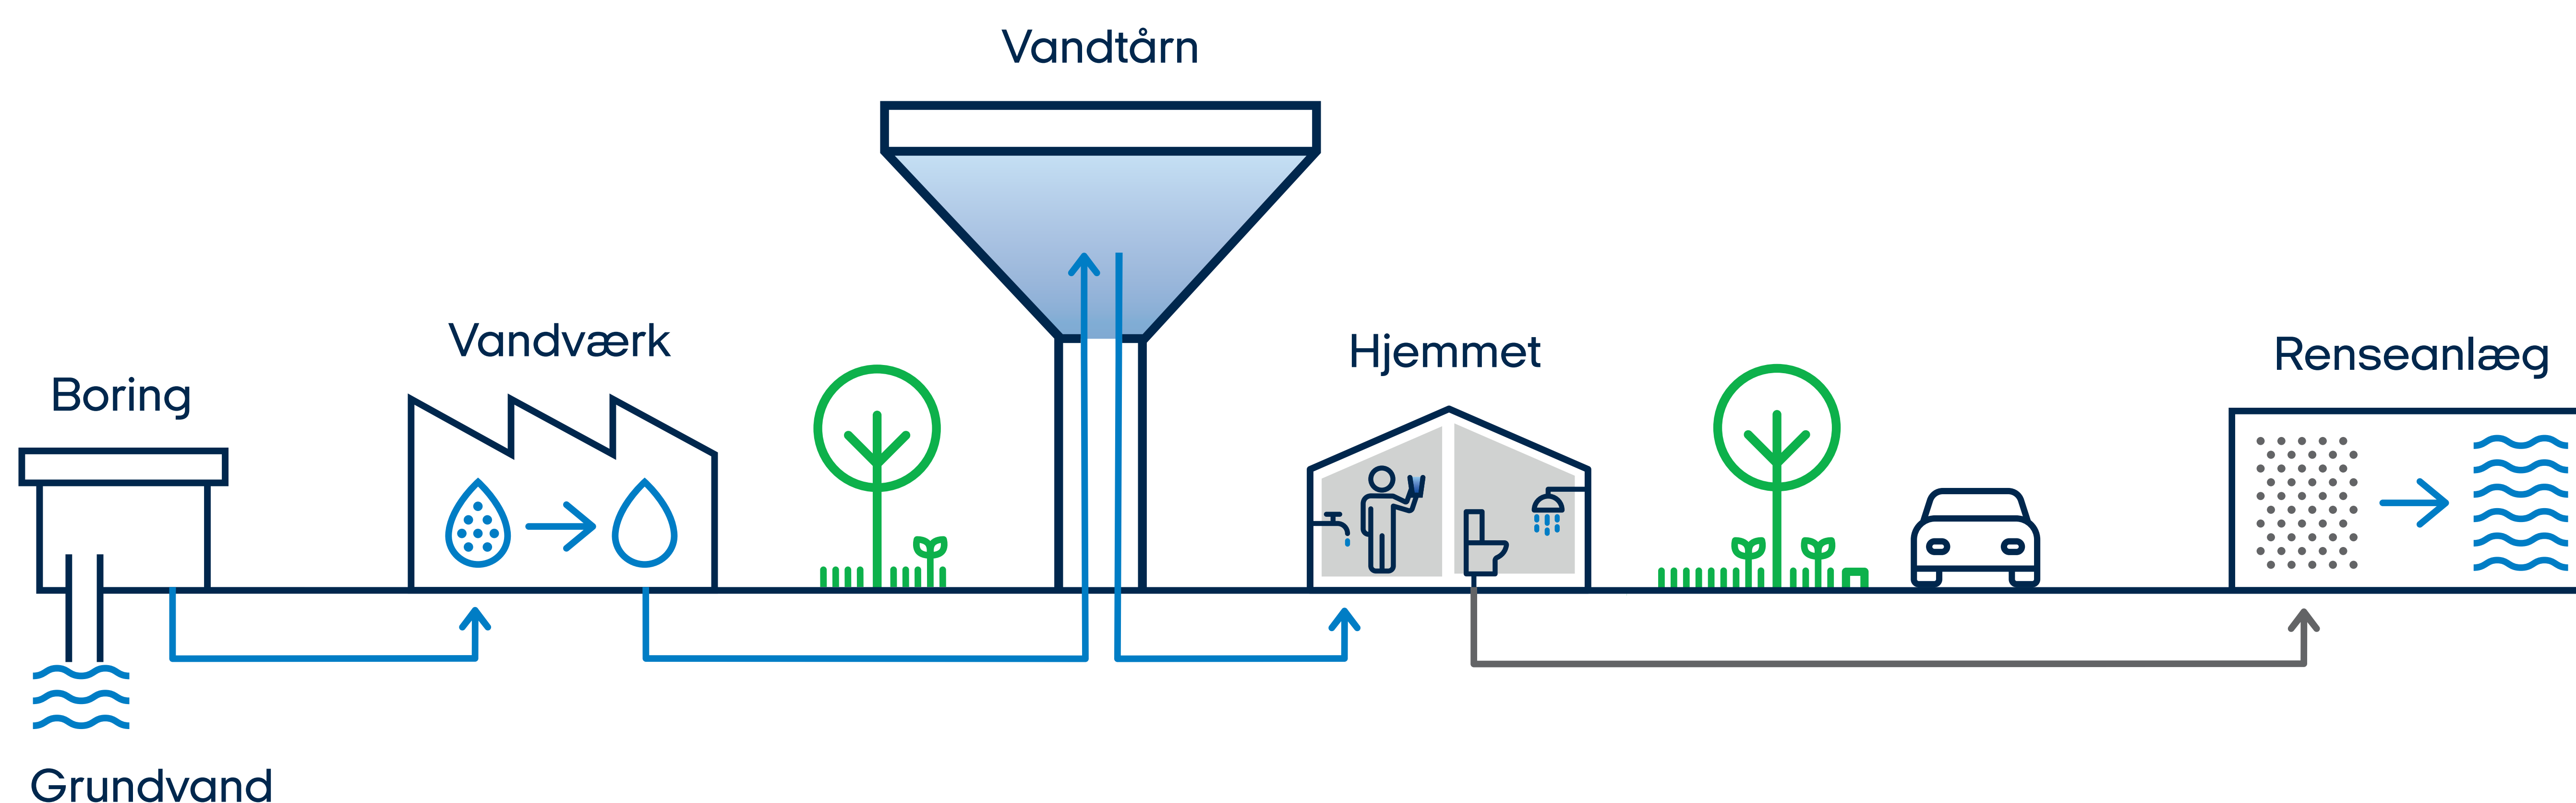 Vandtårn
Vandværk
Hjemmet
Renseanlæg
Boring
Grundvand